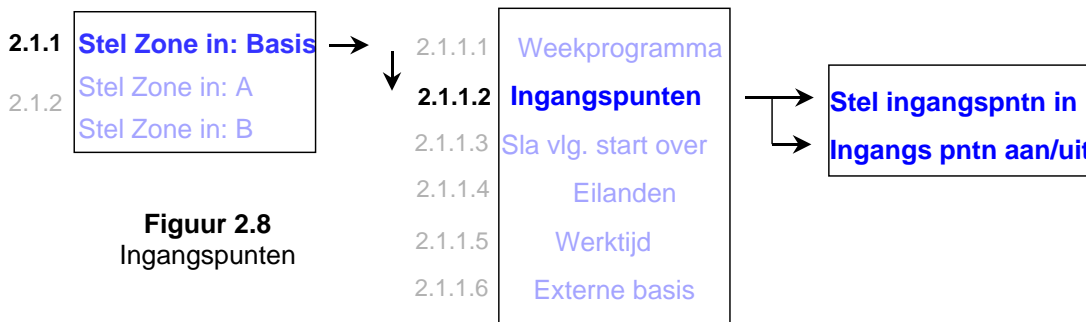 2.1.1 Stel Zone in: Basis
2.1.2 Stel Zone in: A
Stel Zone in: B
Figuur 2.8
Ingangspunten
2.1.1.1 Weekprogramma
2.1.1.2 Ingangspunten
2.1.1.3 Sla vlg. start over
2.1.1.4 Eilanden
2.1.1.5 Werktijd
2.1.1.6 Externe basis
Stel ingangspntn in
Ingangs pntn aan/uit